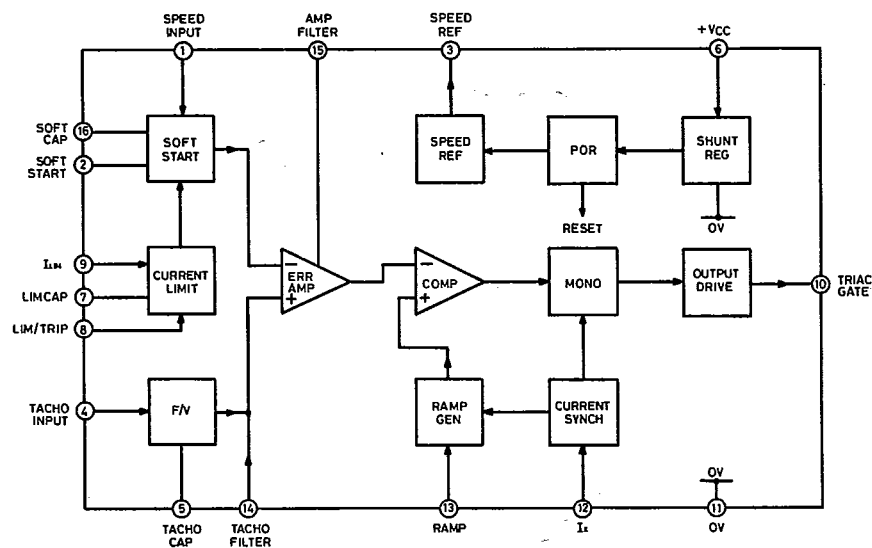 SPEED
INPUT
AMP
FILTER
SPEED
REF
+VCC
1
15
3
6
SOFT
CAP
16
SOFT
START
2
SOFT
START
SPEED
REF
POR
SHUNT
REG
RESET
0V
ILIM
9
LIMCAP
7
LIM/TRIP
8
CURRENT
LIMIT
−
ERR
AMP
+
−
COMP
+
MONO
OUTPUT
DRIVE
10
TRIAC
GATE
TACHO
INPUT
4
F/V
RAMP
GEN
CURRENT
SYNCH
0V
5
14
13
12
11
TACHO
CAP
TACHO
FILTER
RAMP
Ix
0V